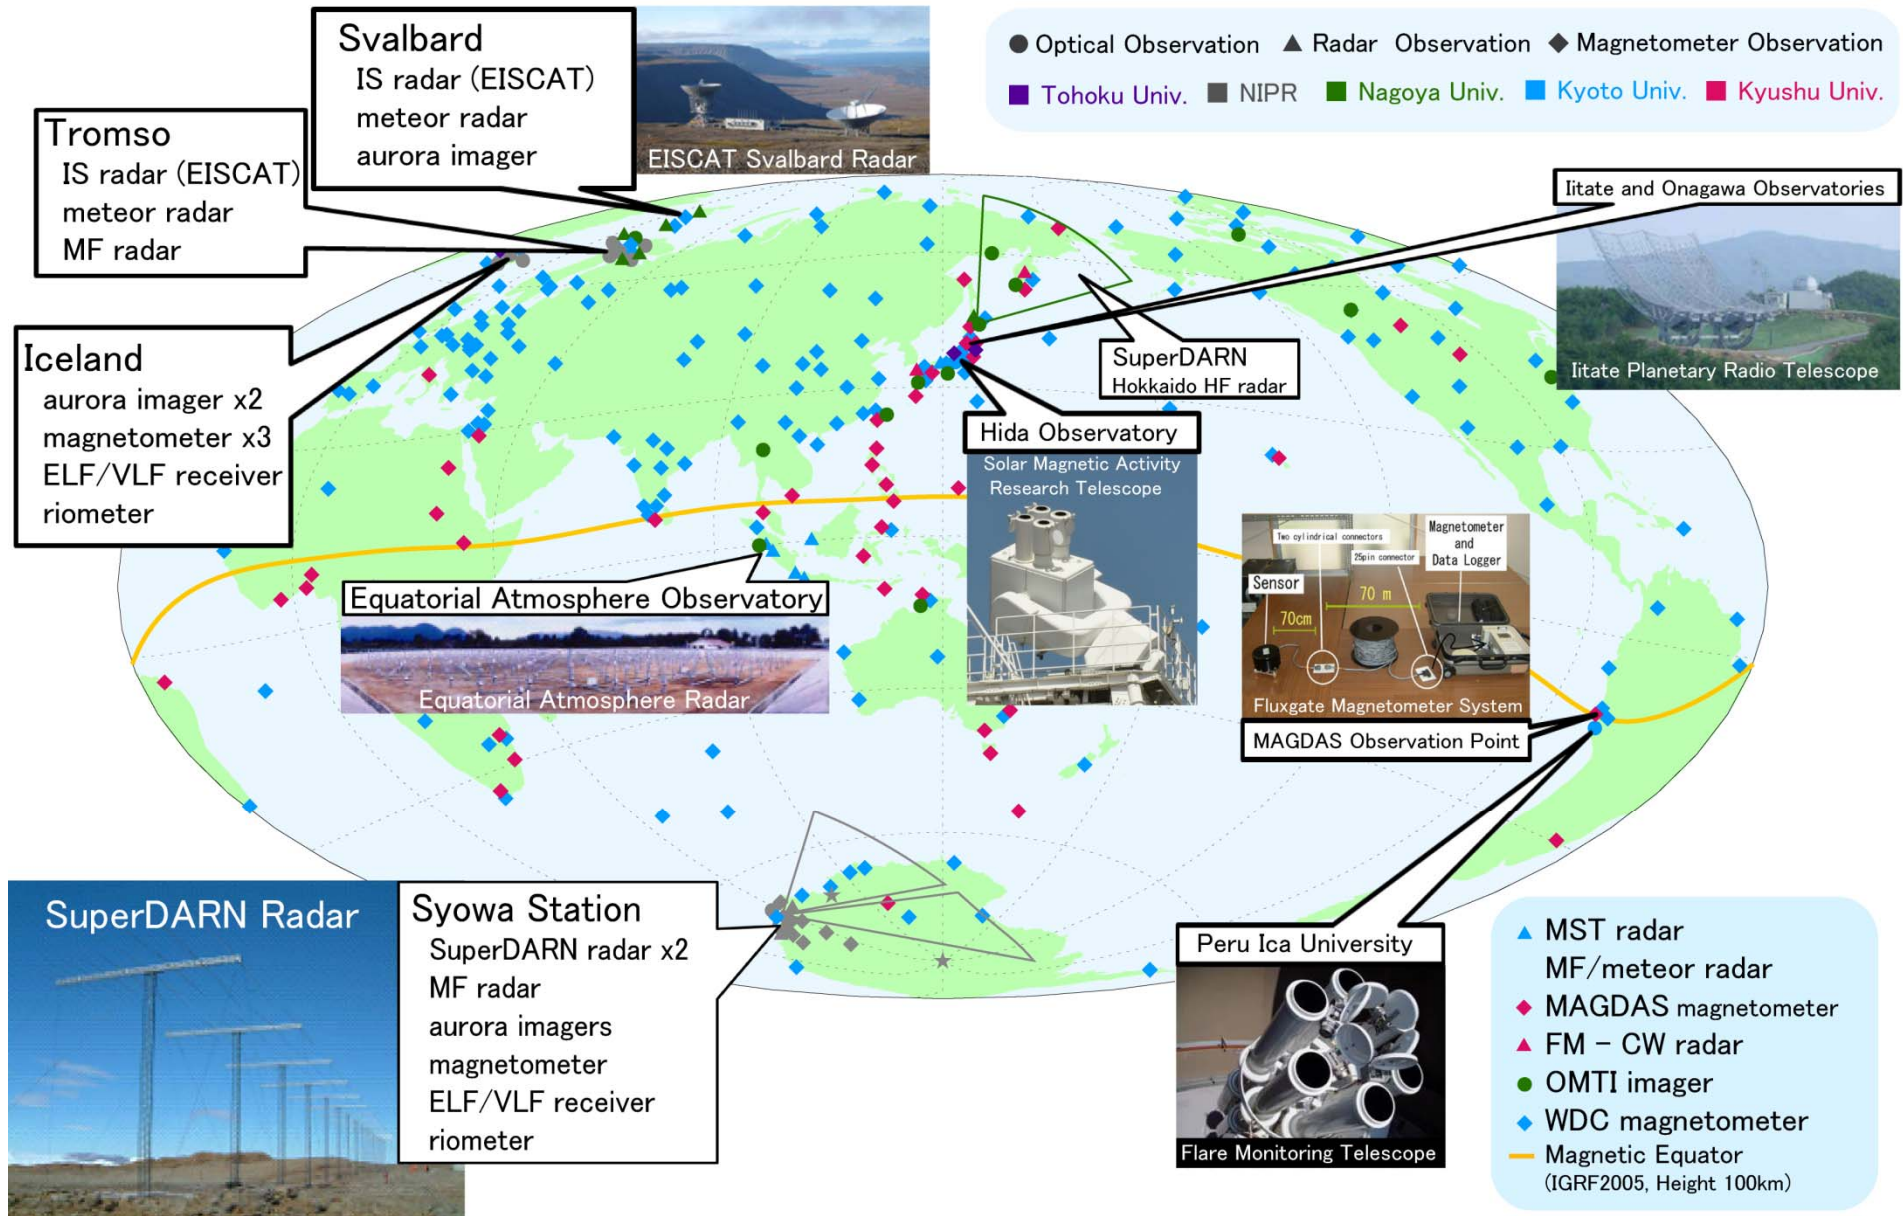 Svalbard
IS radar (EISCAT)
meteor radar
aurora imager
EISCAT Svalbard Radar
Optical Observation
Radar Observation
Magnetometer Observation
Tohoku Univ.
NIPR
Nagoya Univ.
Kyoto Univ.
Kyushu Univ.
Tromso
IS radar (EISCAT)
meteor radar
MF radar
Iitate and Onagawa Observatories
Iitate Planetary Radio Telescope
Iceland
aurora imager x2
magnetometer x3
ELF/VLF receiver
riometer
SuperDARN
Hokkaido HF radar
Hida Observatory
Solar Magnetic Activity
Research Telescope
Equatorial Atmosphere Observatory
Equatorial Atmosphere Radar
Two cylindrical connectors
25pin connector
Magnetometer
and
Data Logger
Sensor
70 m
70cm
Fluxgate Magnetometer System
MAGDAS Observation Point
SuperDARN Radar
Syowa Station
SuperDARN radar x2
MF radar
aurora imagers
magnetometer
ELF/VLF receiver
riometer
Peru Ica University
Flare Monitoring Telescope
MST radar
MF/meteor radar
MAGDAS magnetometer
FM - CW radar
OMTI imager
WDC magnetometer
Magnetic Equator
(IGRF2005, Height 100km)